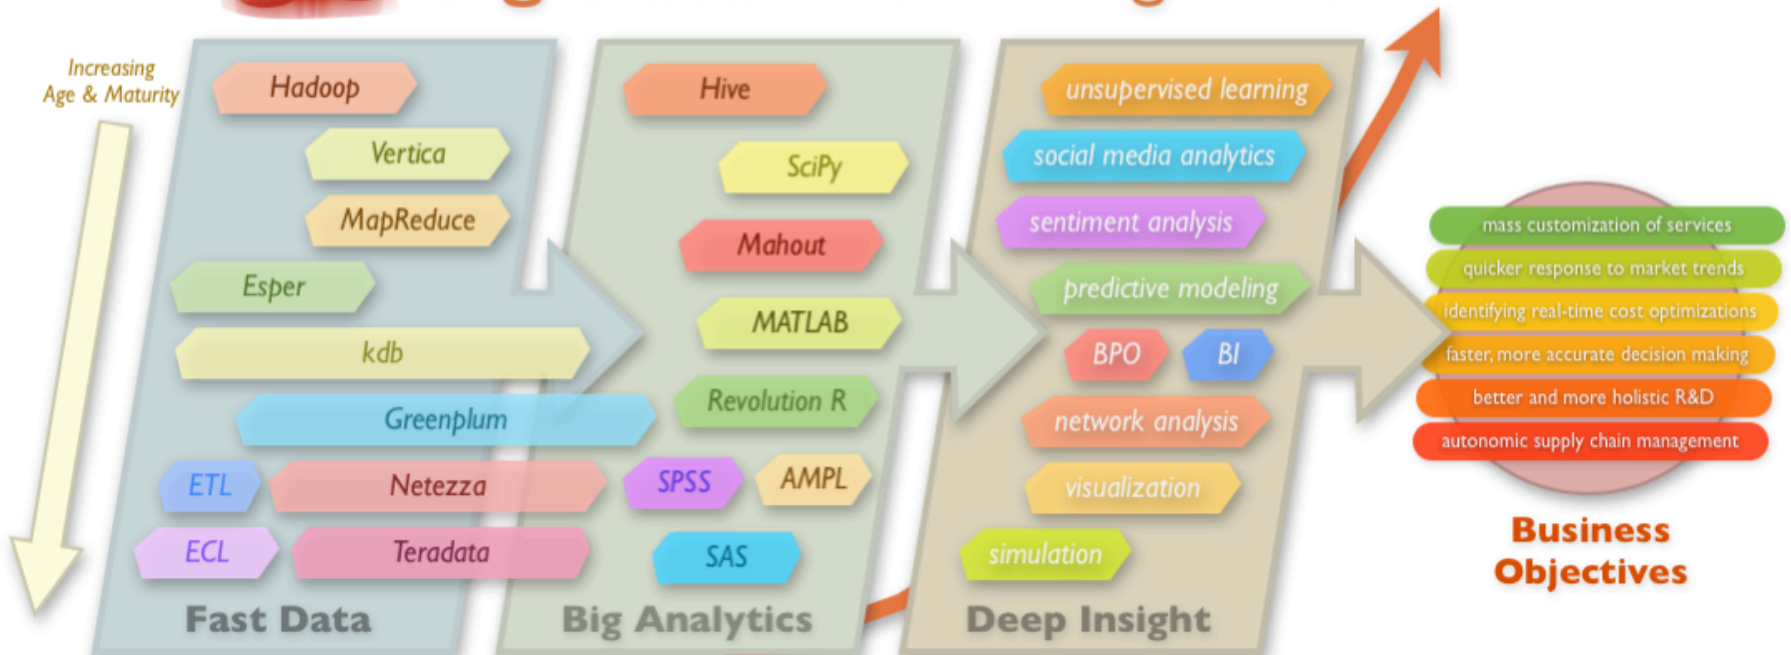 Increasing
Age & Maturity
Hadoop
Vertica
MapReduce
Esper
kdb
Greenplum
ETL
Netezza
ECL
Teradata
Fast Data
Hive
SciPy
Mahout
MATLAB
Revolution R
SPSS
AMPL
SAS
Big Analytics
unsupervised learning
social media analytics
sentiment analysis
predictive modeling
BPO
BI
network analysis
visualization
simulation
Deep Insight
mass customization of services
quicker response to market trends
identifying real-time cost optimizations
faster, more accurate decision making
better and more holistic R&D
autonomic supply chain management
Business
Objectives